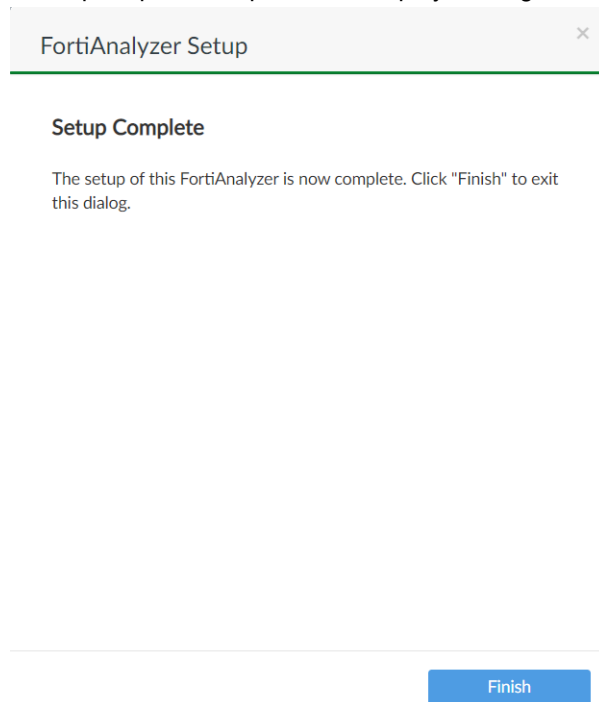 FortiAnalyzer Setup
×
Setup Complete
The setup of this FortiAnalyzer is now complete. Click "Finish" to exit
this dialog.
Finish